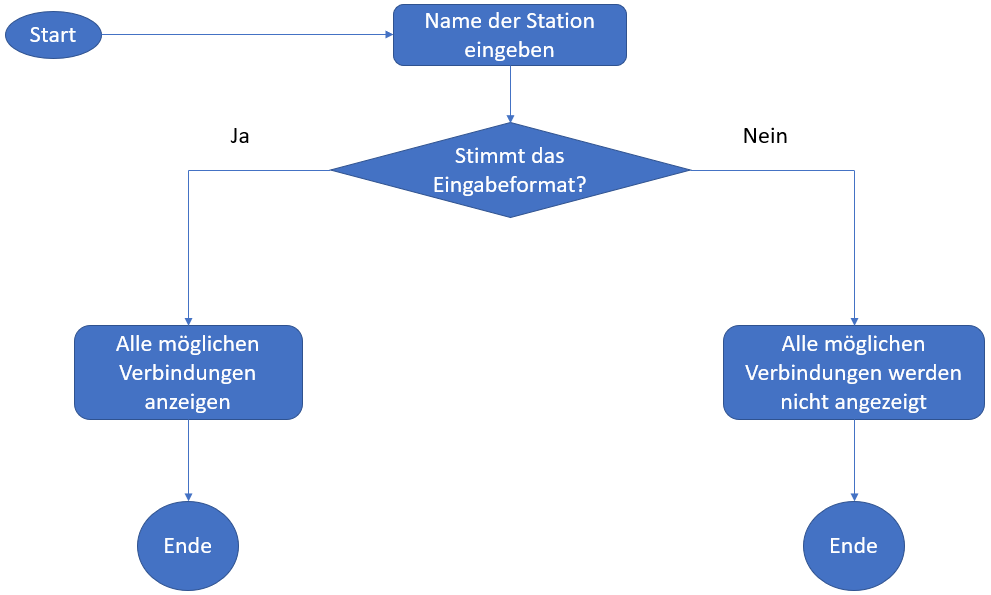 Start
Name der Station
eingeben
Ja
Stimmt das
Eingabeformat?
Nein
Alle möglichen
Verbindungen
anzeigen
Alle möglichen
Verbindungen werden
nicht angezeigt
Ende
Ende